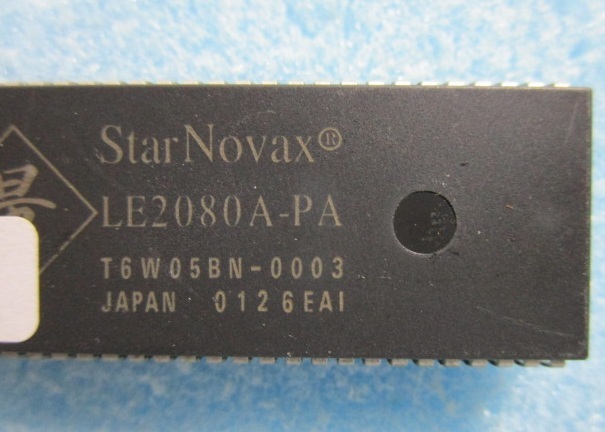 StarNovax®
LE2080A-PA
T6W05BN-0003
JAPAN 0126EAI